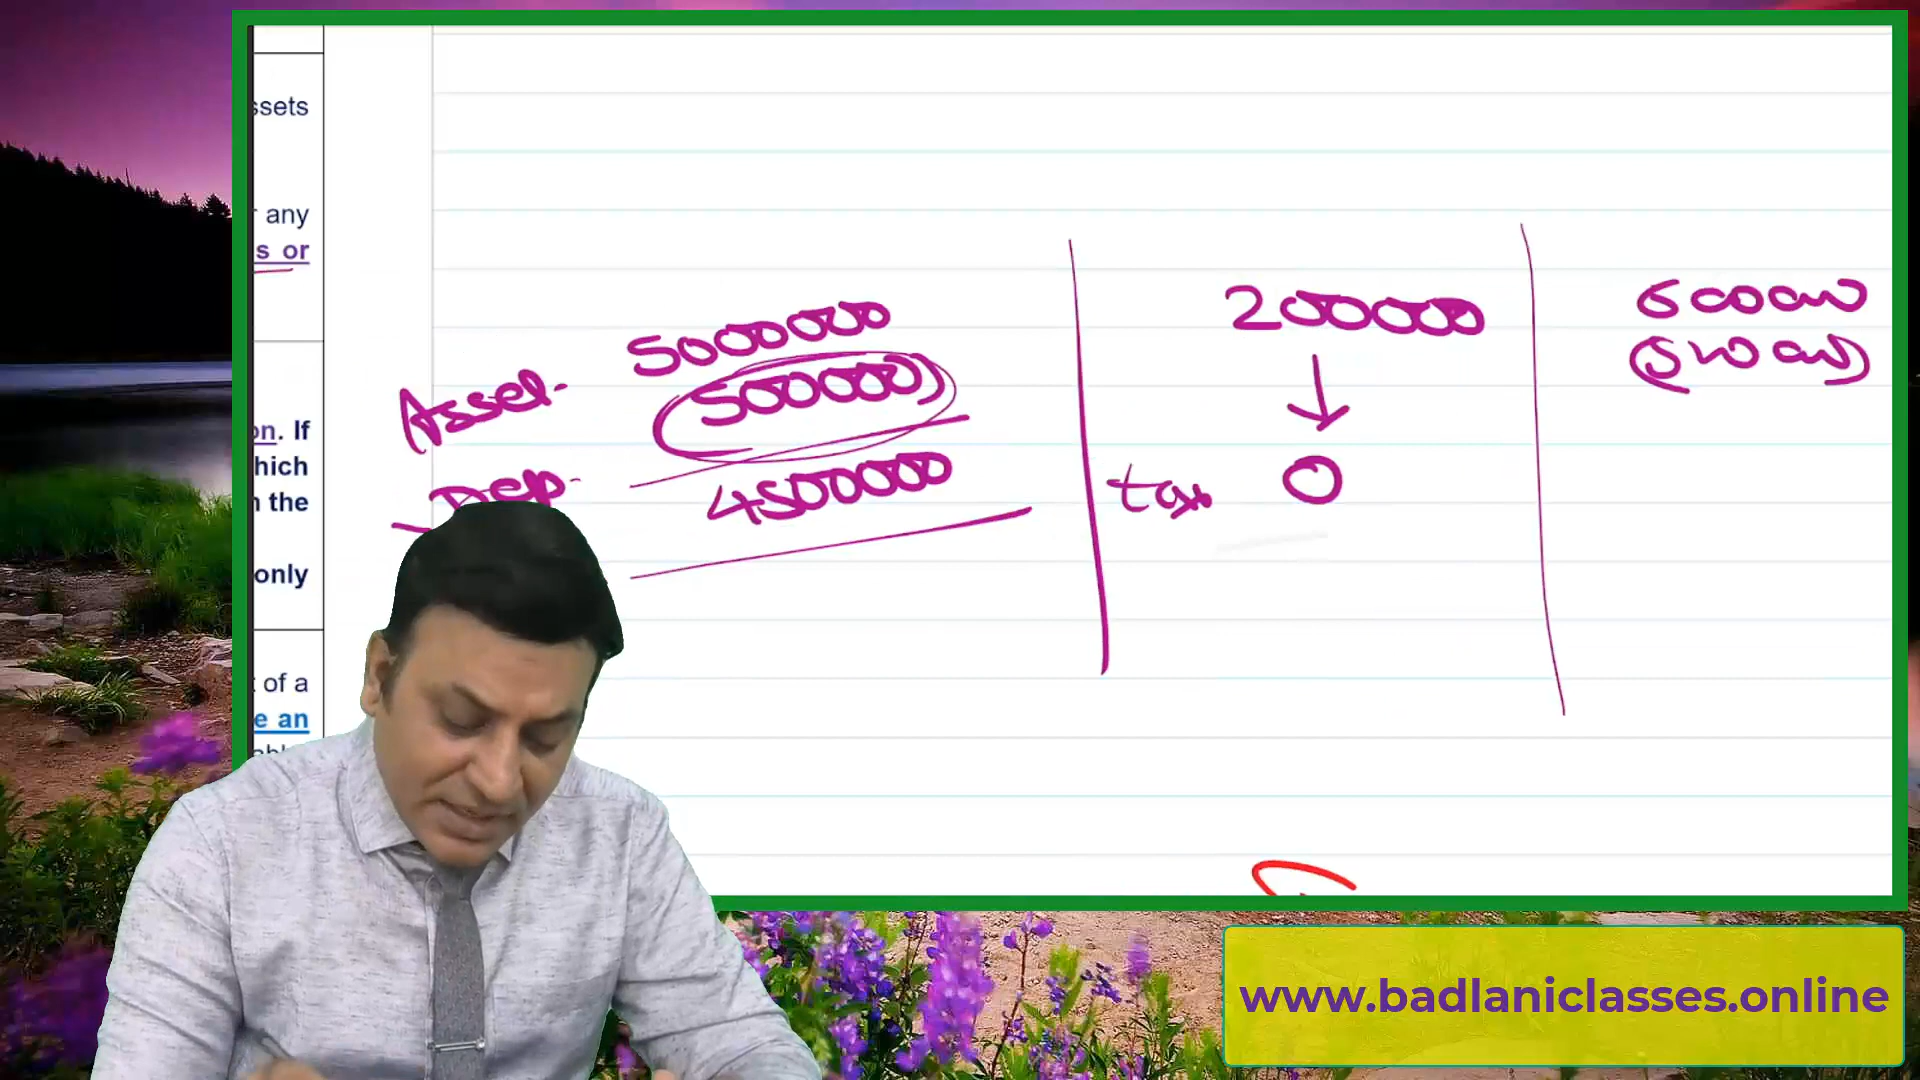 ssets
any
s or
on. If
hich
n the
only
of a
e an
Asset
5000000
(500000)
Dep.
4500000
200000
tax
0
www.badlaniclasses.online